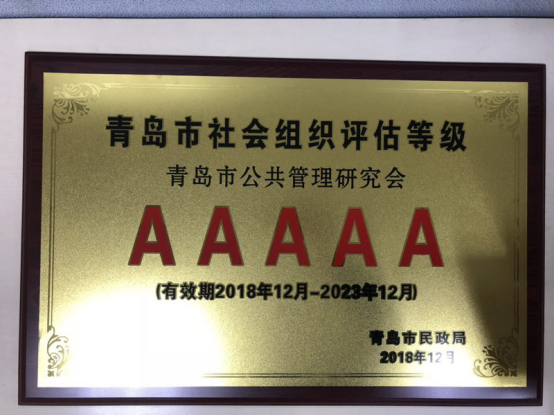 青岛市社会组织评估等级
青岛市公共管理研究会
AAAAA
(有效期2018年12月-2023年12月)
青岛市民政局
2018年12月